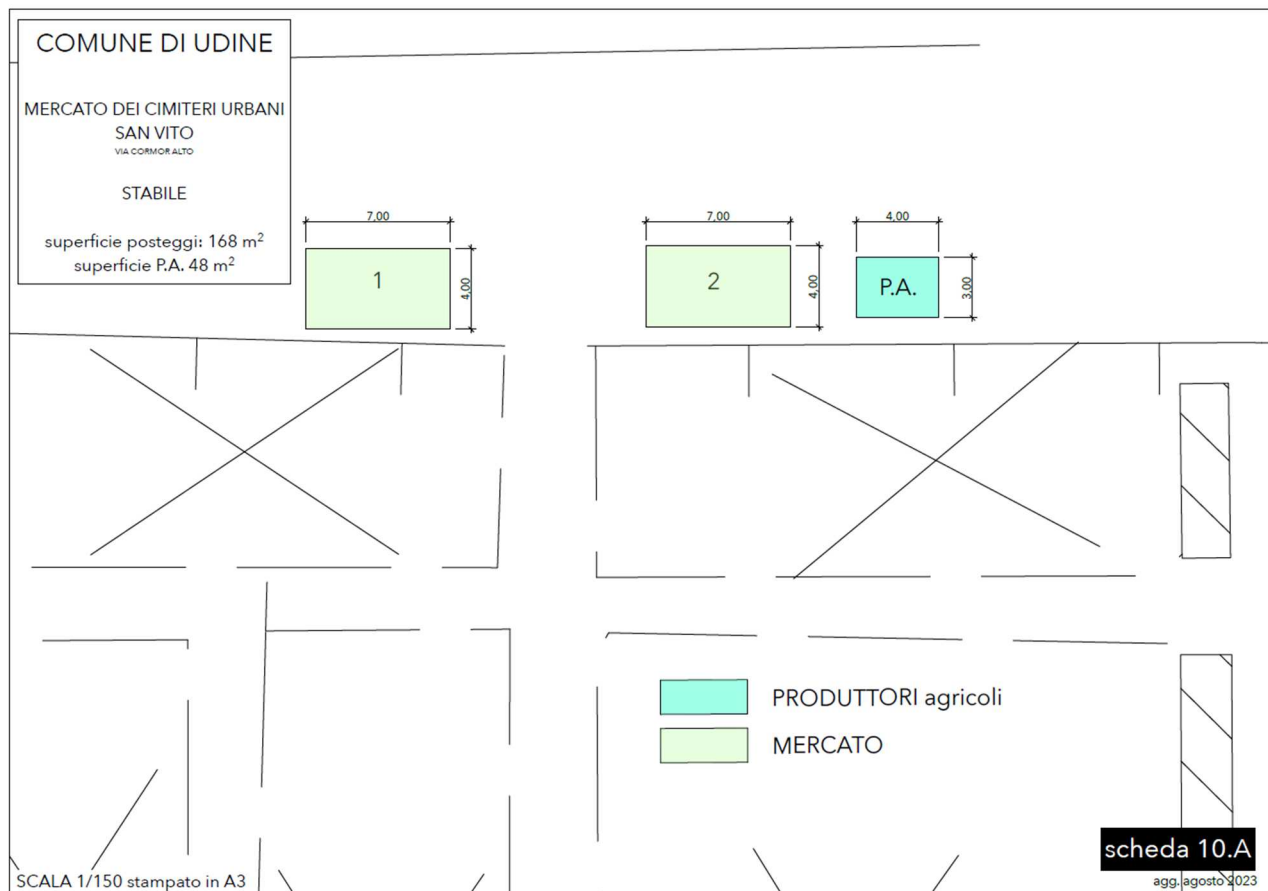 COMUNE DI UDINE
MERCATO DEI CIMITERI URBANI
SAN VITO
VIA CORMOR ALTO
STABILE
superficie posteggi: 168 m²
superficie P.A. 48 m²
7,00
7,00
4,00
1
4,00
2
4,00
P.A.
3,00
PRODUTTORI agricoli
MERCATO
scheda 10.A
SCALA 1/150 stampato in A3
agg. agosto 2023